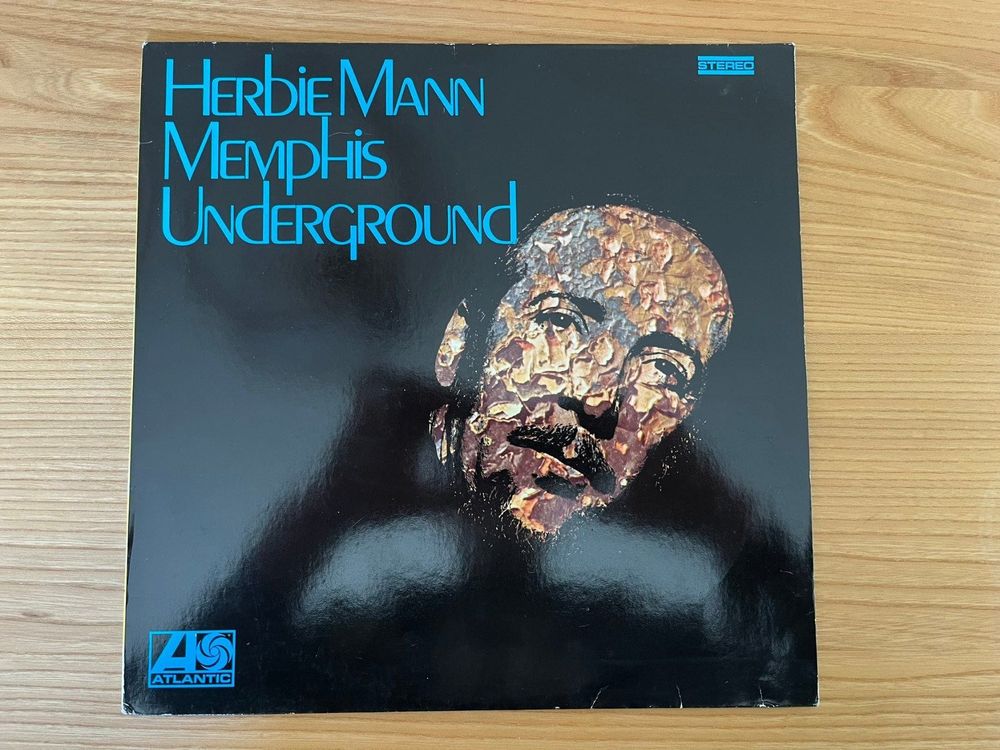 Herbie Mann
Memphis
Underground
STEREO
ATLANTIC